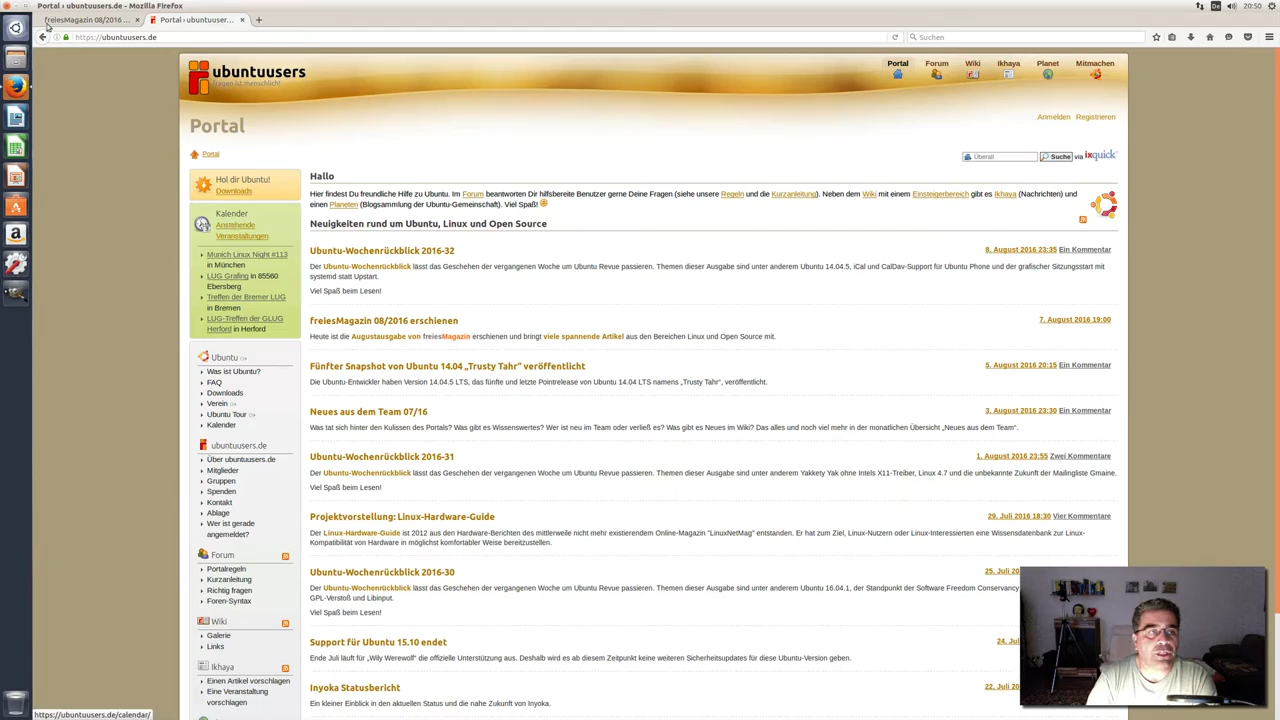 Portal › ubuntuusers.de - Mozilla Firefox
De
20:50
freiesMagazin 08/2016 ...
Portal › ubuntuuser...
https://ubuntuusers.de
Suchen
ubuntuusers
Fragen ist menschlich!
Portal
Forum
Wiki
Ikhaya
Planet
Mitmachen
Portal
Anmelden Registrieren
Portal
Überall
Suche via ixquick
Hol dir Ubuntu!
Downloads
Kalender
Anstehende
Veranstaltungen
Munich Linux Night #113
in München
LUG Grafing in 85560
Ebersberg
Treffen der Bremer LUG
in Bremen
LUG-Treffen der GLUG
Herford in Herford
Ubuntu
Was ist Ubuntu?
FAQ
Downloads
Verein
Ubuntu Tour
Kalender
ubuntuusers.de
Über ubuntuusers.de
Mitglieder
Gruppen
Spenden
Kontakt
Ablage
Wer ist gerade
angemeldet?
Forum
Portalregeln
Kurzanleitung
Richtig fragen
Foren-Syntax
Wiki
Galerie
Links
Ikhaya
Einen Artikel vorschlagen
Eine Veranstaltung
vorschlagen
Hallo
Hier findest Du freundliche Hilfe zu Ubuntu. Im Forum beantworten Dir hilfsbereite Benutzer gerne Deine Fragen (siehe unsere Regeln und die Kurzanleitung). Neben dem Wiki mit einem Einsteigerbereich gibt es Ikhaya (Nachrichten) und
einen Planeten (Blogsammlung der Ubuntu-Gemeinschaft). Viel Spaß!
Neuigkeiten rund um Ubuntu, Linux und Open Source
Ubuntu-Wochenrückblick 2016-32
8. August 2016 23:35 Ein Kommentar
Der Ubuntu-Wochenrückblick lässt das Geschehen der vergangenen Woche um Ubuntu Revue passieren. Themen dieser Ausgabe sind unter anderem Ubuntu 14.04.5, iCal und CalDav-Support für Ubuntu Phone und der grafischer Sitzungsstart mit
systemd statt Upstart.
Viel Spaß beim Lesen!
freiesMagazin 08/2016 erschienen
7. August 2016 19:00
Heute ist die Augustausgabe von freiesMagazin erschienen und bringt viele spannende Artikel aus den Bereichen Linux und Open Source mit.
Fünfter Snapshot von Ubuntu 14.04 „Trusty Tahr“ veröffentlicht
5. August 2016 20:15 Ein Kommentar
Die Ubuntu-Entwickler haben Version 14.04.5 LTS, das fünfte und letzte Pointrelease von Ubuntu 14.04 LTS namens „Trusty Tahr“, veröffentlicht.
Neues aus dem Team 07/16
3. August 2016 23:30 Ein Kommentar
Was tat sich hinter den Kulissen des Portals? Was gibt es Wissenswertes? Wer ist neu im Team oder verließ es? Was gibt es Neues im Wiki? Das alles und noch viel mehr in der monatlichen Übersicht „Neues aus dem Team“.
Ubuntu-Wochenrückblick 2016-31
1. August 2016 23:55 Zwei Kommentare
Der Ubuntu-Wochenrückblick lässt das Geschehen der vergangenen Woche um Ubuntu Revue passieren. Themen dieser Ausgabe sind unter anderem Yakkety Yak ohne Intels X11-Treiber, Linux 4.7 und die unbekannte Zukunft der Mailingliste Gmaine.
Viel Spaß beim Lesen!
Projektvorstellung: Linux-Hardware-Guide
29. Juli 2016 18:30 Vier Kommentare
Der Linux-Hardware-Guide ist 2012 aus den Hardware-Berichten des mittlerweile nicht mehr existierendem Online-Magazin "LinuxNetMag" entstanden. Er hat zum Ziel, Linux-Nutzern oder Linux-Interessierten eine Wissensdatenbank zur Linux-
Kompatibilität von Hardware in möglichst komfortabler Weise bereitzustellen.
Ubuntu-Wochenrückblick 2016-30
25. Juli 20
Der Ubuntu-Wochenrückblick lässt das Geschehen der vergangenen Woche um Ubuntu Revue passieren. Themen dieser Ausgabe sind unter anderem Ubuntu 16.04.1, der Standpunkt der Software Freedom Conservancy
GPL-Verstoß und Libinput.
Viel Spaß beim Lesen!
Support für Ubuntu 15.10 endet
24. Jul
Ende Juli läuft für „Wily Werewolf“ die offizielle Unterstützung aus. Deshalb wird es ab diesem Zeitpunkt keine weiteren Sicherheitsupdates für diese Ubuntu-Version geben.
Inyoka Statusbericht
22. Juli 20
Ein kleiner Einblick in den aktuellen Status und die nahe Zukunft von Inyoka.
https://ubuntuusers.de/calendar/